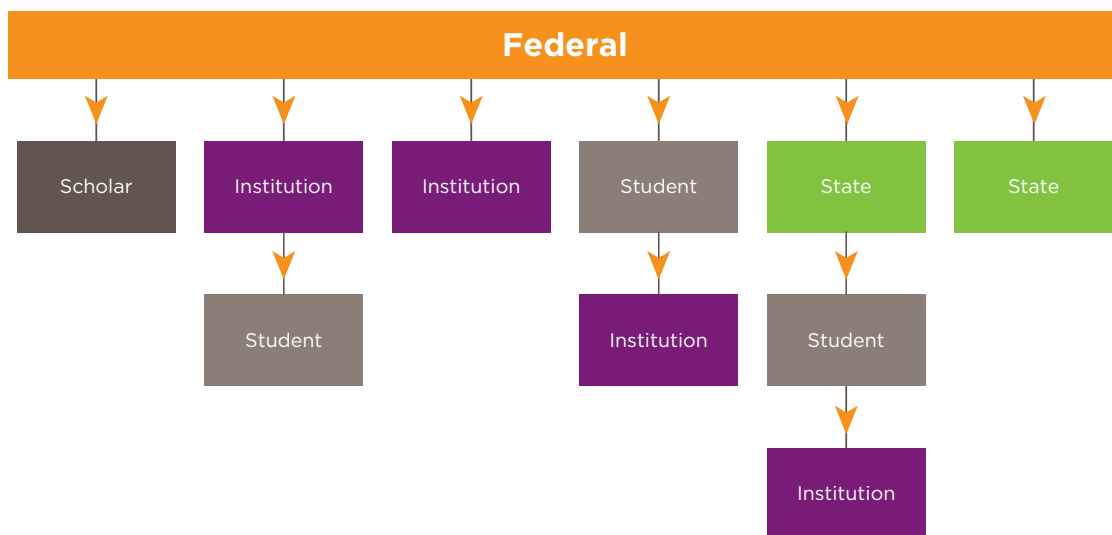 Federal
Scholar
Institution
Institution
Student
State
State
Student
Institution
Student
Institution